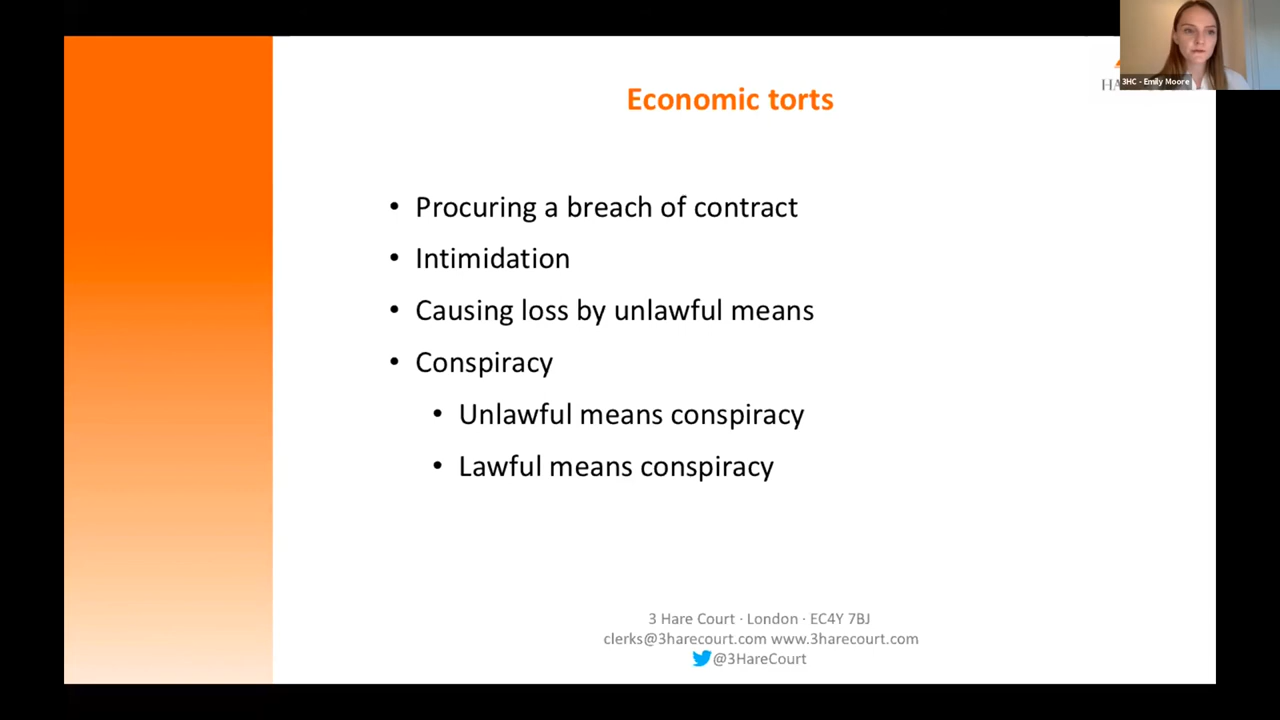 3HC - Emily Moore
HA
Economic torts
• Procuring a breach of contract
• Intimidation
• Causing loss by unlawful means
• Conspiracy
• Unlawful means conspiracy
• Lawful means conspiracy
3 Hare Court · London · EC4Y 7BJ
clerks@3harecourt.com www.3harecourt.com
@3HareCourt